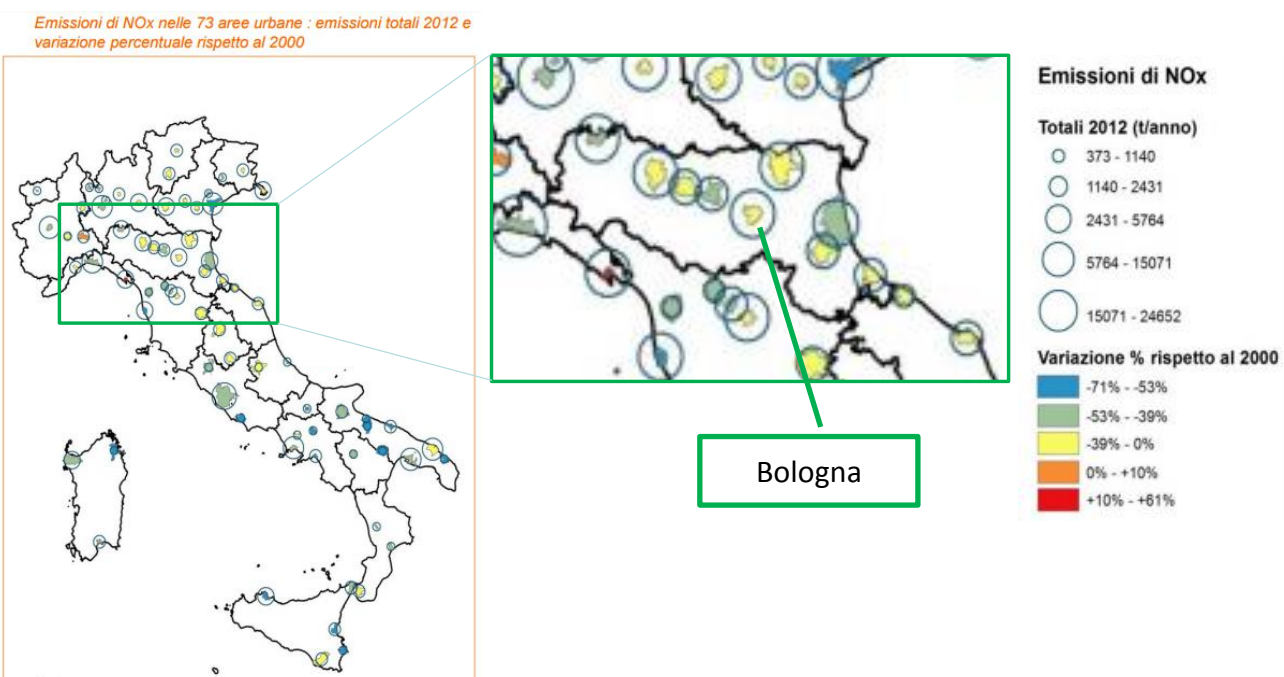 Emissioni di NOx nelle 73 aree urbane : emissioni totali 2012 e
variazione percentuale rispetto al 2000
Bologna
Emissioni di NOx
Totali 2012 (t/anno)
373 - 1140
1140 - 2431
2431 - 5764
5764 - 15071
15071 - 24652
Variazione % rispetto al 2000
-71% - -53%
-53% - -39%
-39% - 0%
0% - +10%
+10% - +61%